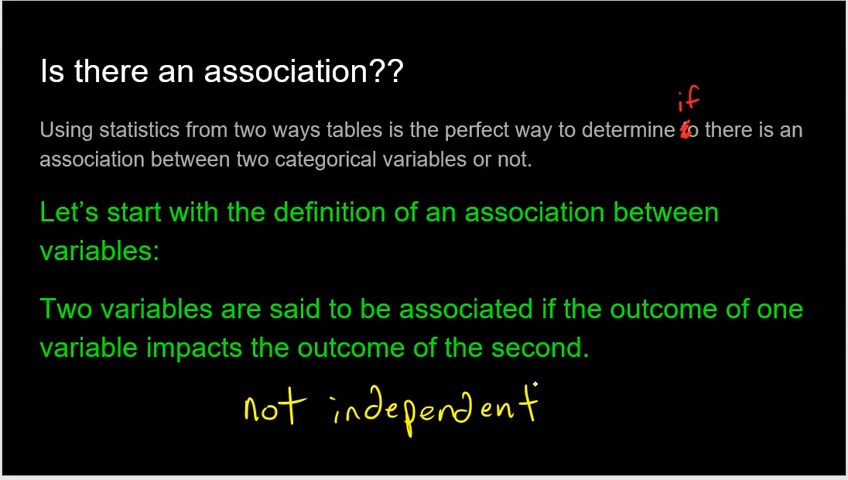 Is there an association??
if
Using statistics from two ways tables is the perfect way to determine to there is an
association between two categorical variables or not.
Let's start with the definition of an association between
variables:
Two variables are said to be associated if the outcome of one
variable impacts the outcome of the second.
not independent